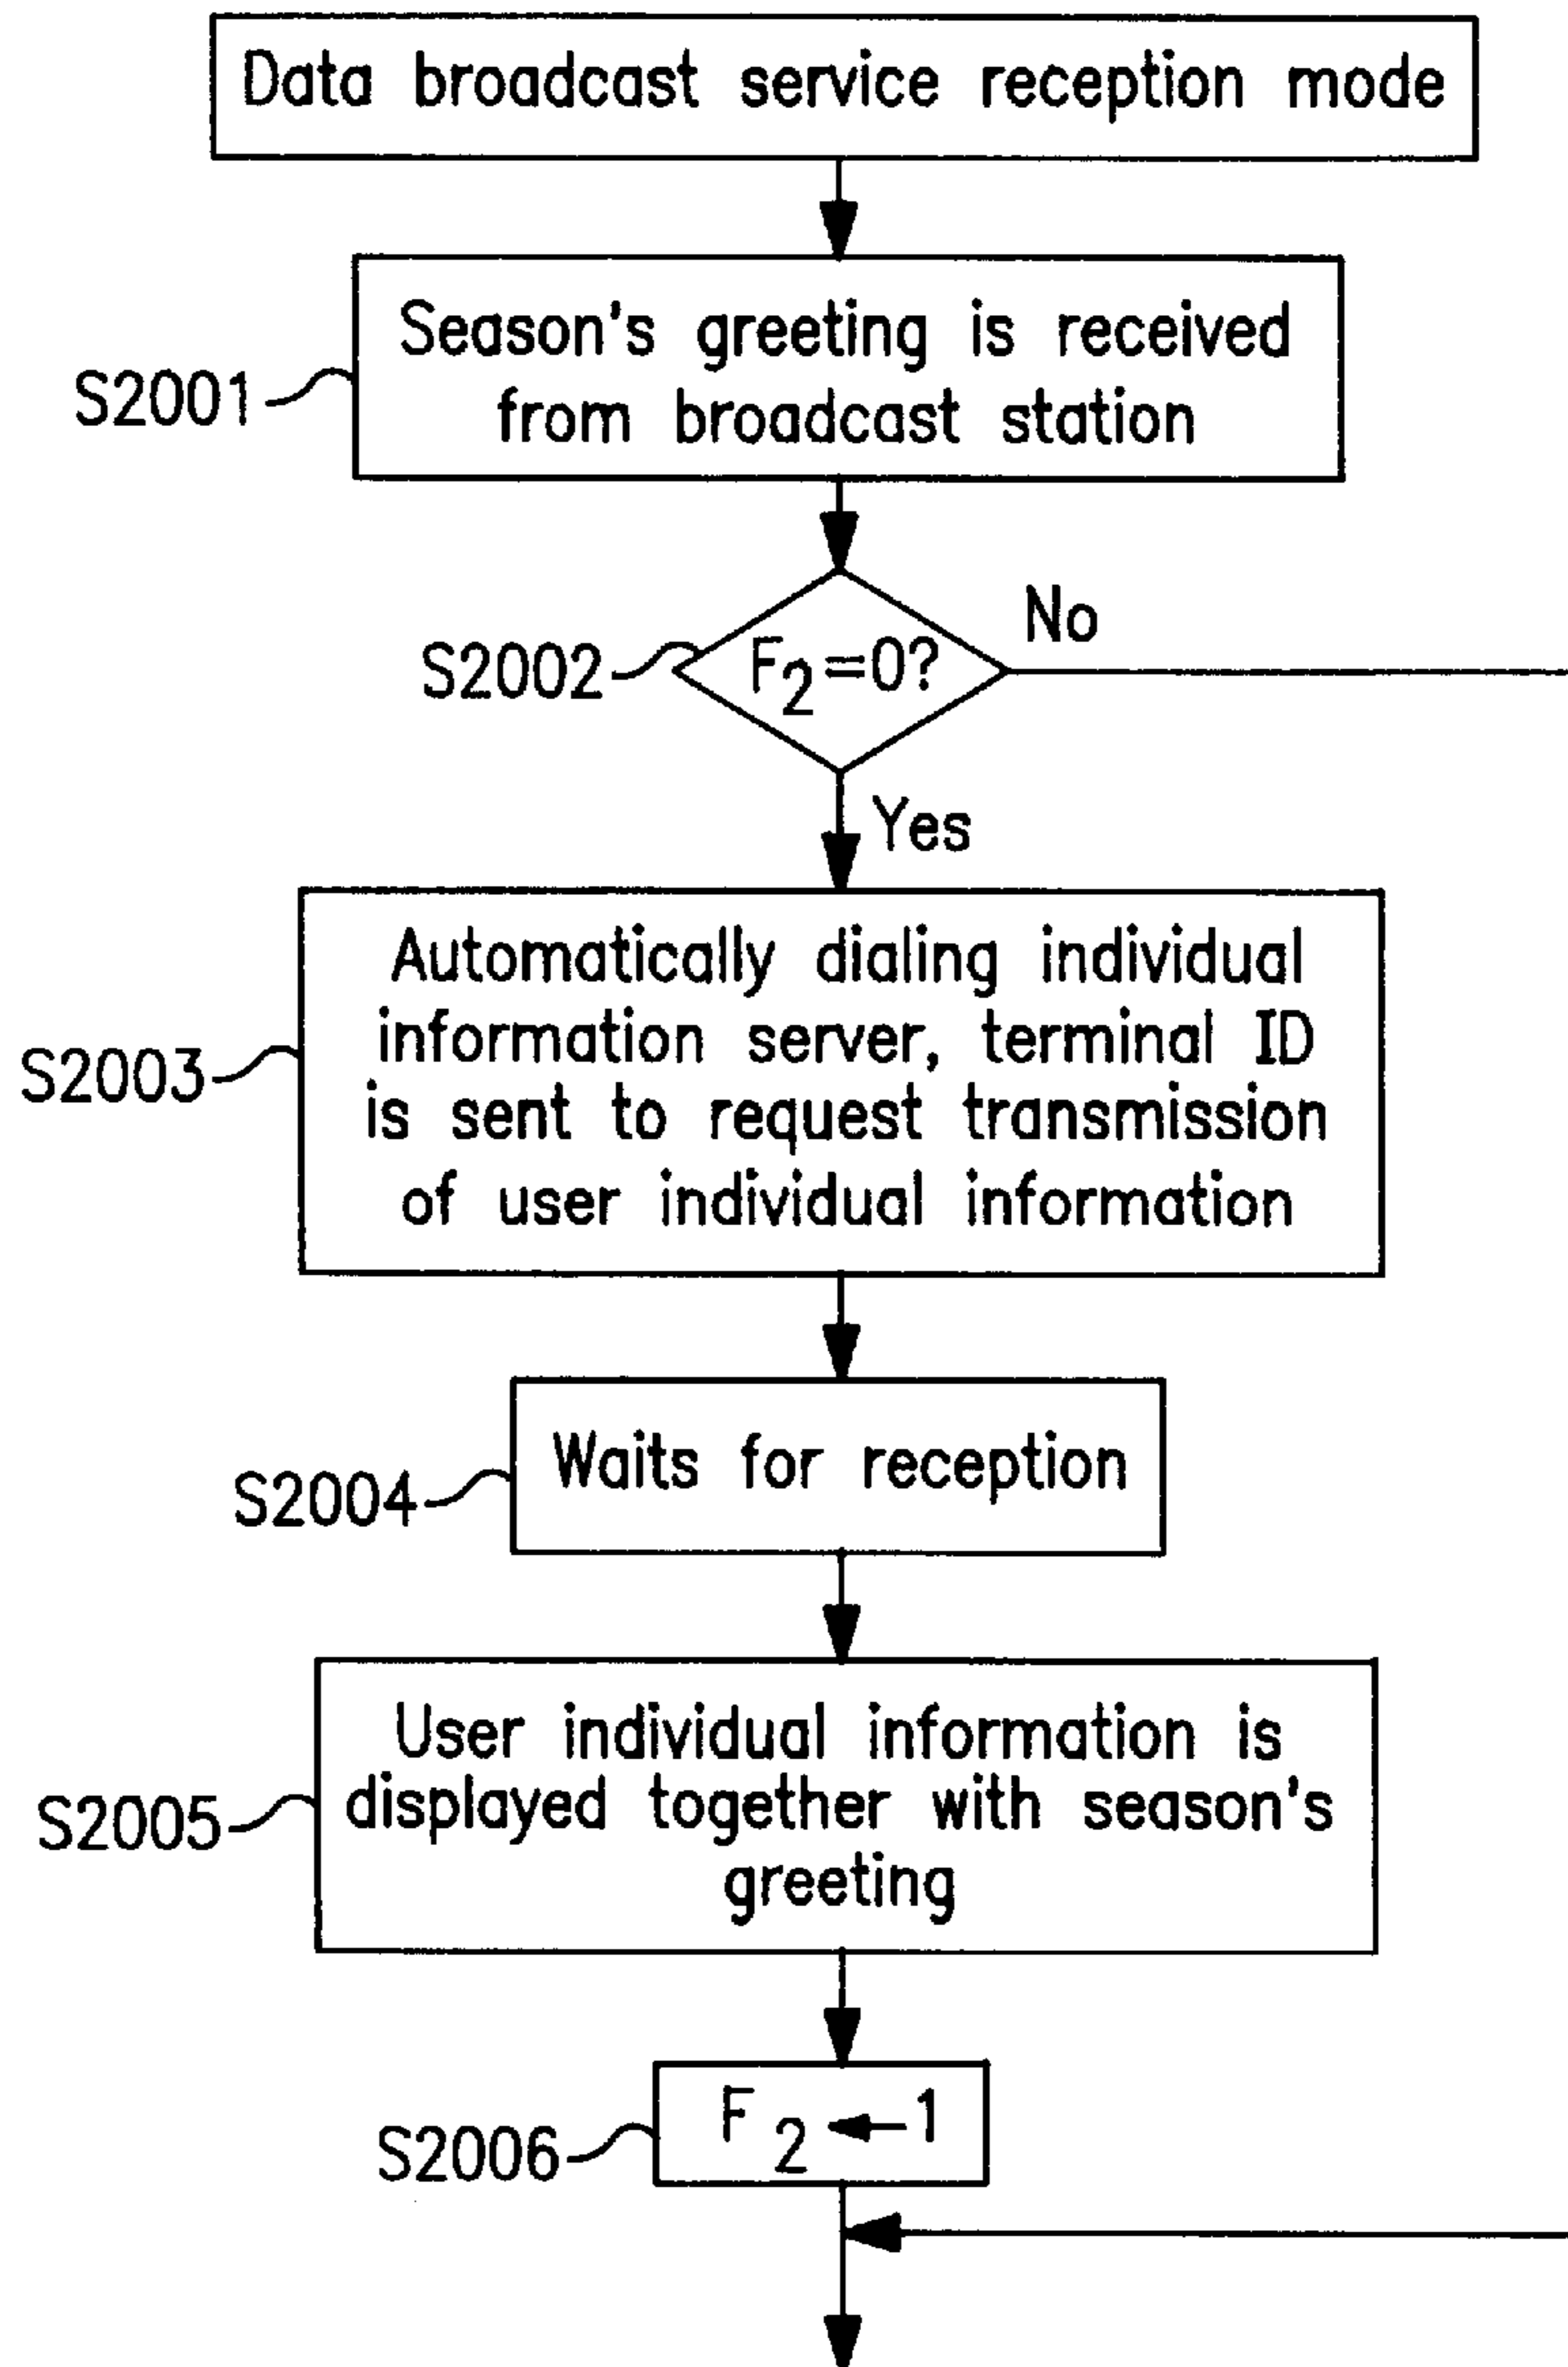 Data broadcast service reception mode
Season's greeting is received
from broadcast station
S2001
No
S2002
F2=0?
Yes
Automatically dialing individual
information server, terminal ID
is sent to request transmission
of user individual information
S2003
Waits for reception
S2004
User individual information is
displayed together with season's
greeting
S2005
F2←1
S2006